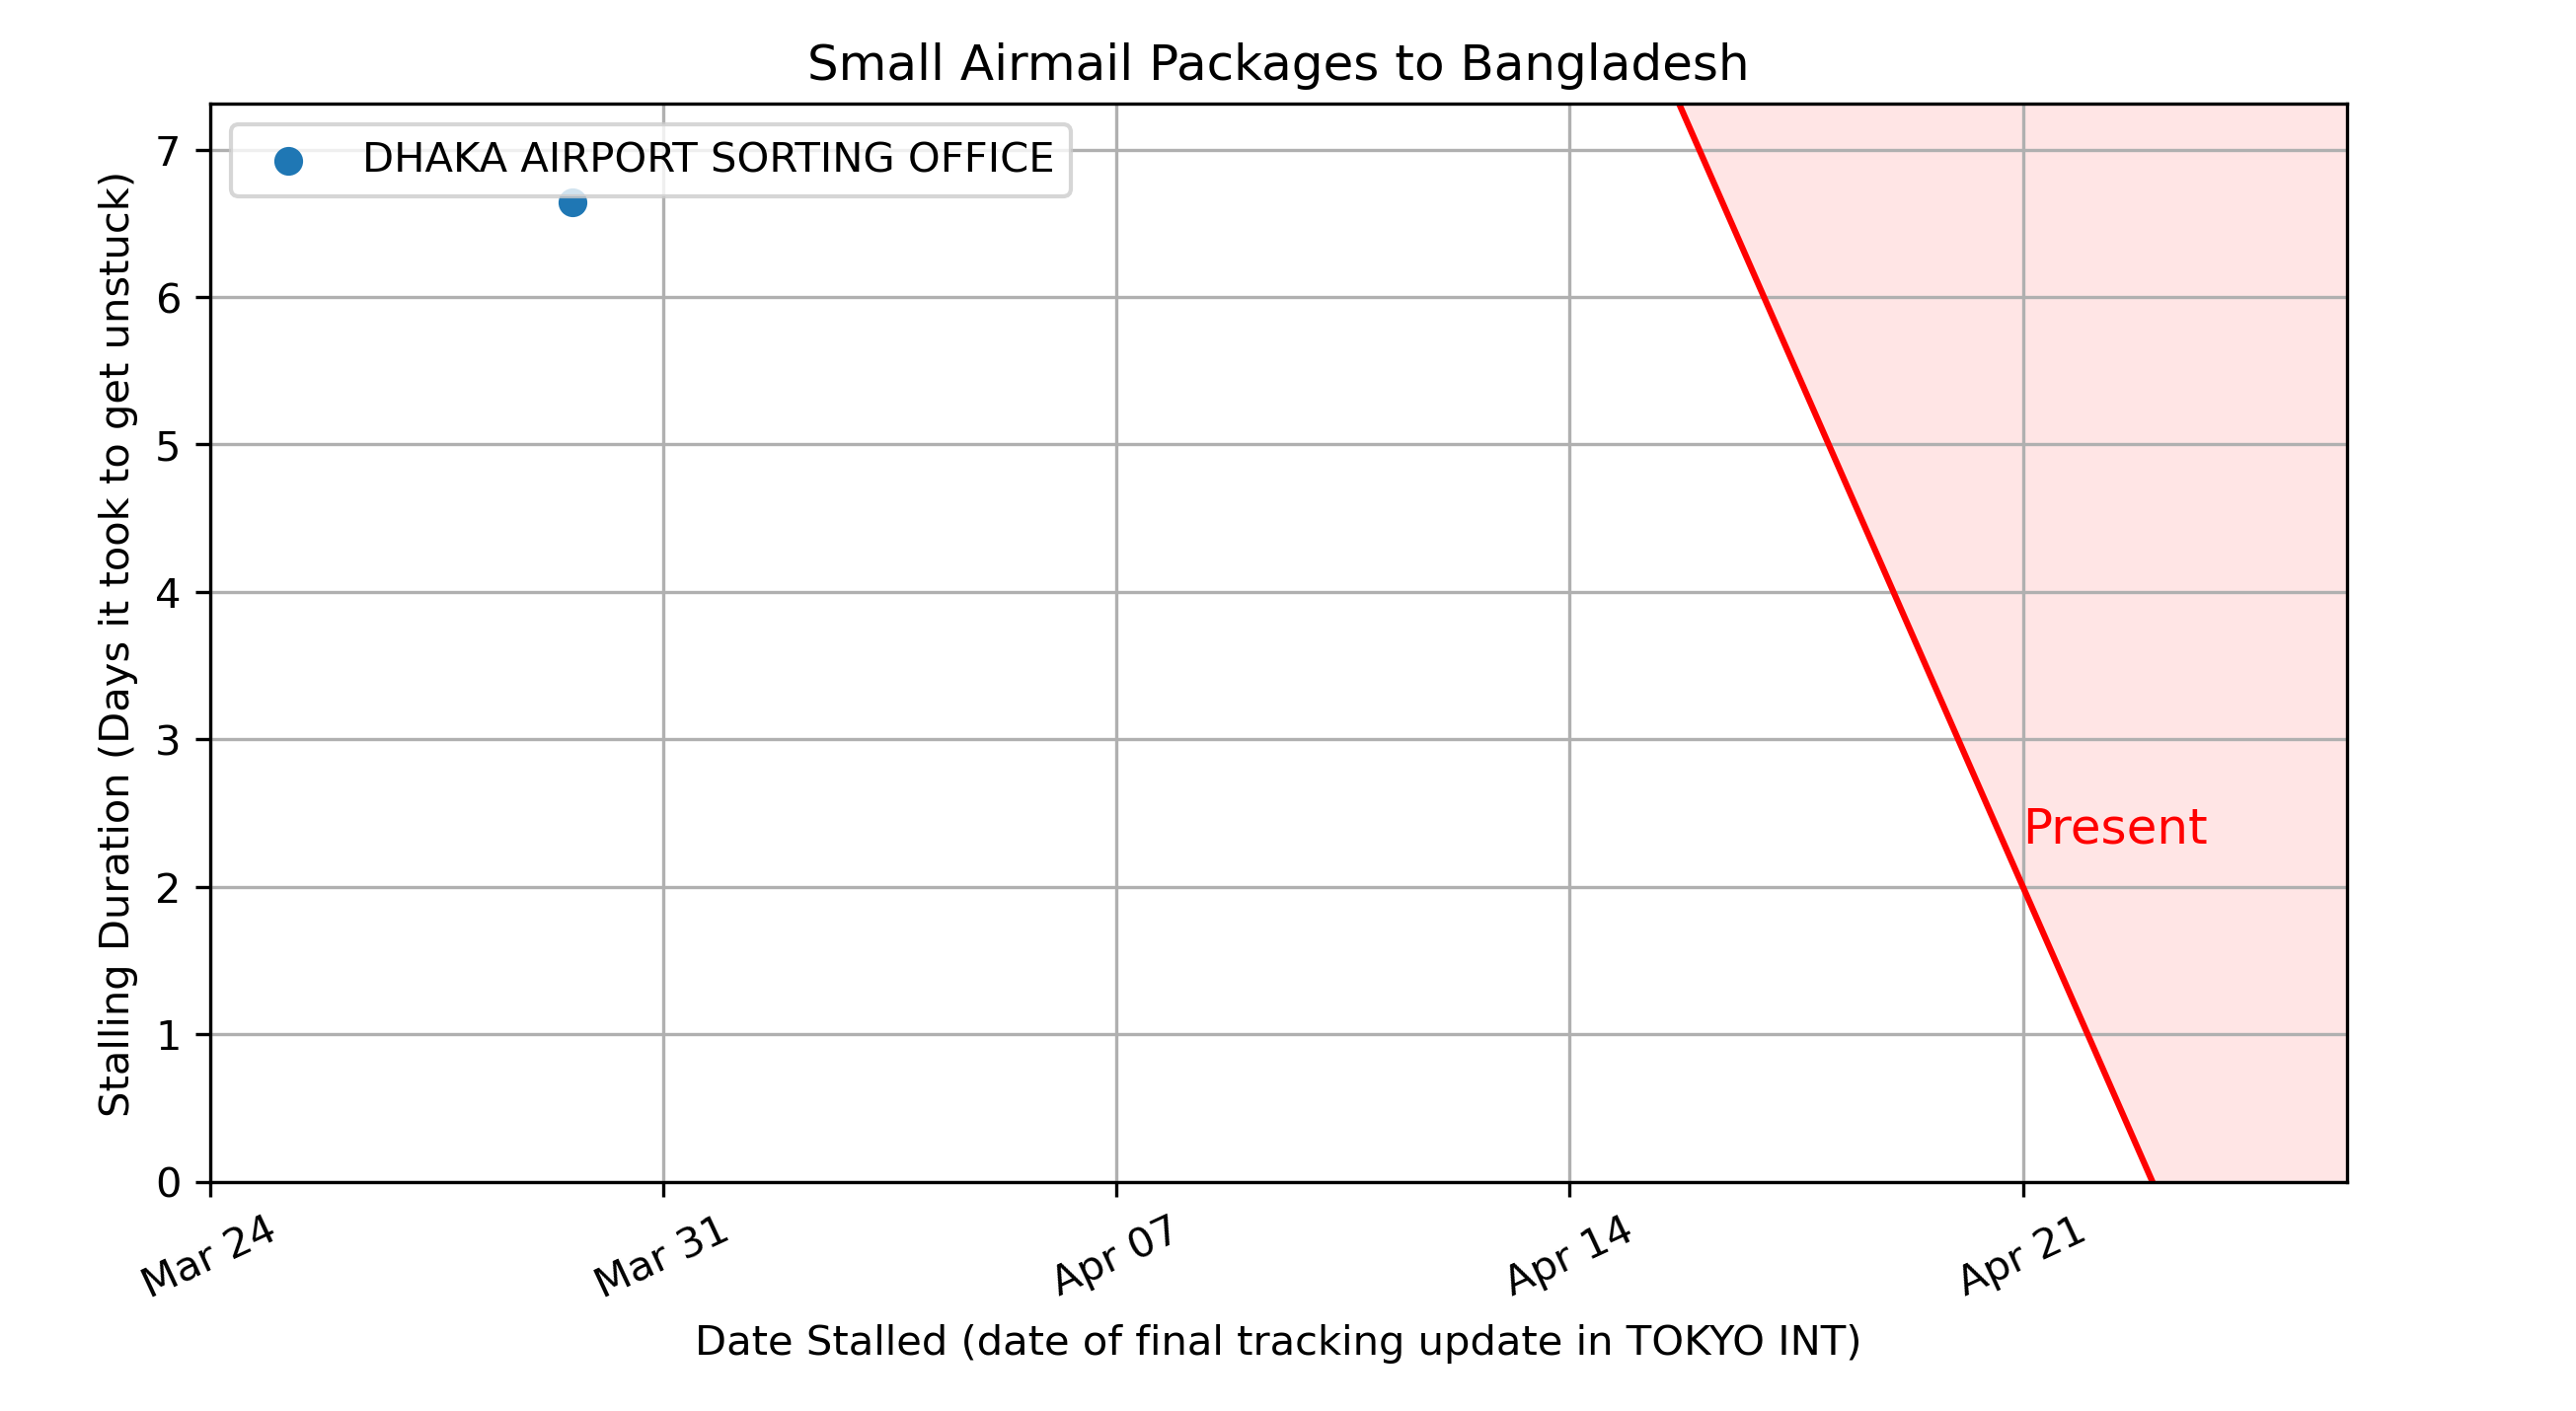 Small Airmail Packages to Bangladesh
DHAKA AIRPORT SORTING OFFICE
Stalling Duration (Days it took to get unstuck)
7
6
5
4
3
2
1
0
Present
Mar 24
Mar 31
Apr 07
Apr 14
Apr 21
Date Stalled (date of final tracking update in TOKYO INT)